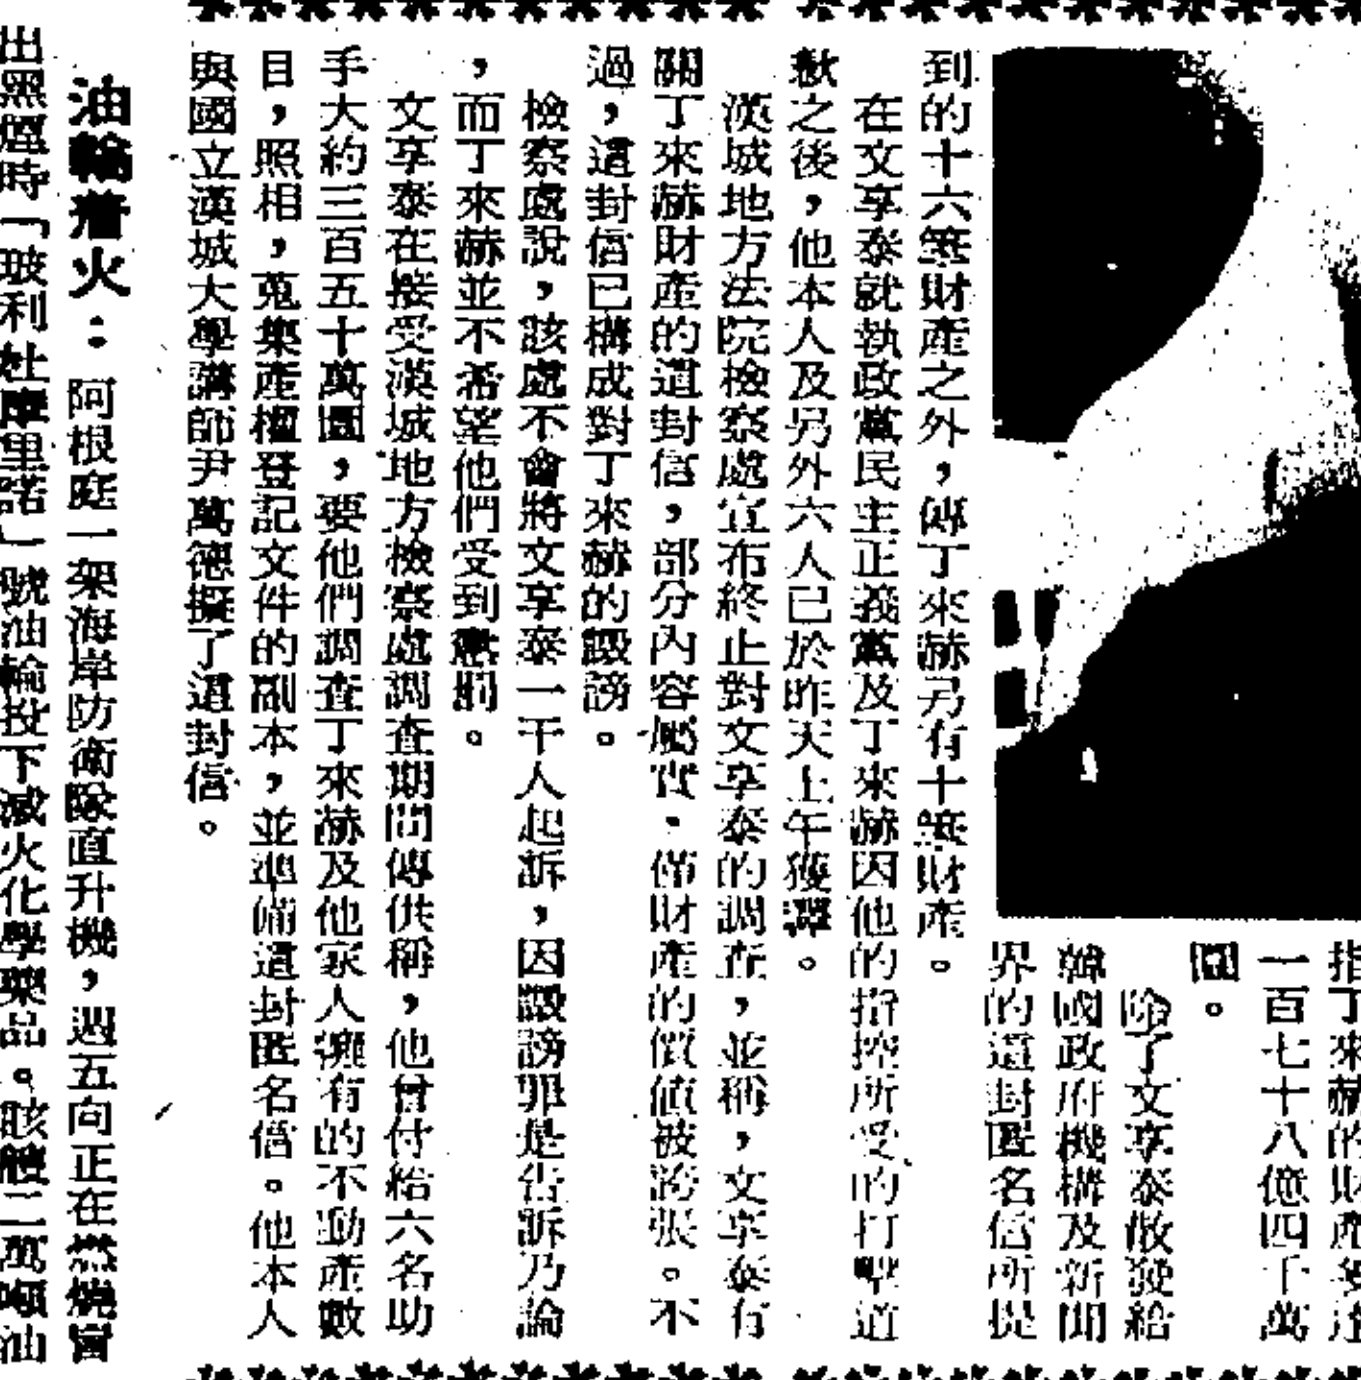 指丁來赫的財產多達
一百七十八億四千萬
圜。
除了文亨泰散發給
韓國政府機構及新聞
界的這封匿名信所提
到的十六筆財產之外，傳丁來赫另有十筆財產。
在文亨泰就執政黨民主正義黨及丁來赫因他的指控所受的打擊道
歉之後，他本人及另外六人已於昨天上午獲釋。
漢城地方法院檢察處宣布終止對文亨泰的調查，並稱，文亨泰有
關丁來赫財產的這封信，部分內容屬實，僅財產的價值被誇張。不
過，這封信已構成對丁來赫的譭謗。
檢察處說，該處不會將文亨泰一干人起訴，因譭謗罪是告訴乃論
，而丁來赫並不希望他們受到懲罰。
文亨泰在接受漢城地方檢察處調查期間傳供稱，他曾付給六名助
手大約三百五十萬圜，要他們調查丁來赫及他家人擁有的不動產數
目，照相，蒐集產權登記文件的副本，並準備這封匿名信。他本人
與國立漢城大學講師尹萬德擬了這封信。
油輪着火：阿根庭一架海岸防衛隊直升機，週五向正在燃燒冒
出黑煙時「玻利杜摩里諾」號油輪投下滅火化學藥品。該艘二萬噸油